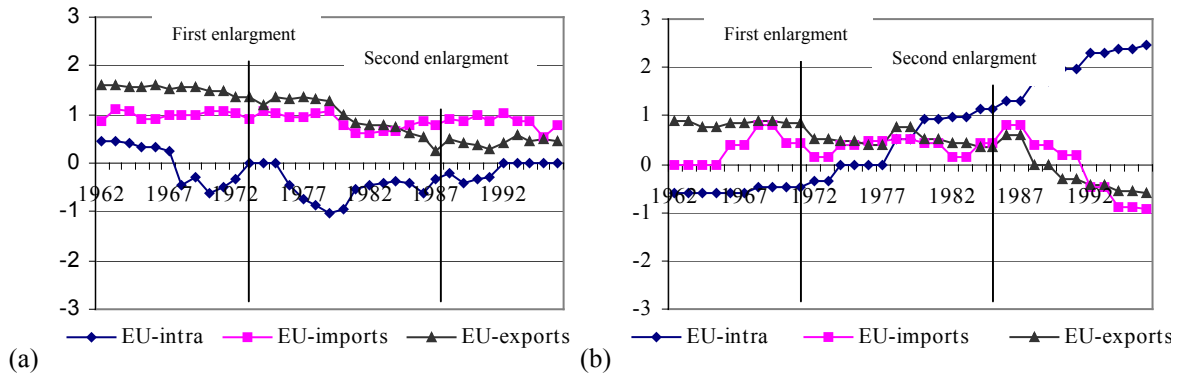 3
2
1
0
-1
-2
-3
First enlargment
Second enlargment
1962 1967 1972 1977 1982 1987 1992
EU-intra EU-imports EU-exports
(a)
3
2
1
0
-1
-2
-3
First enlargment
Second enlargment
1962 1967 1972 1977 1982 1987 1992
EU-intra EU-imports EU-exports
(b)